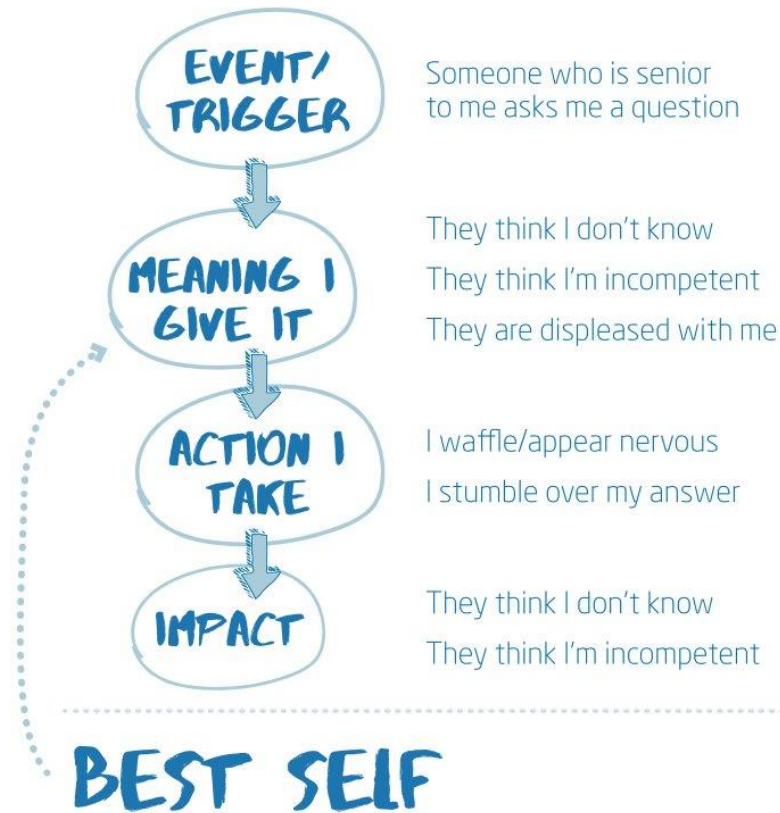 EVENT/
TRIGGER
Someone who is senior
to me asks me a question
MEANING I
GIVE IT
They think I don't know
They think I'm incompetent
They are displeased with me
ACTION I
TAKE
I waffle/appear nervous
I stumble over my answer
IMPACT
They think I don't know
They think I'm incompetent
BEST SELF